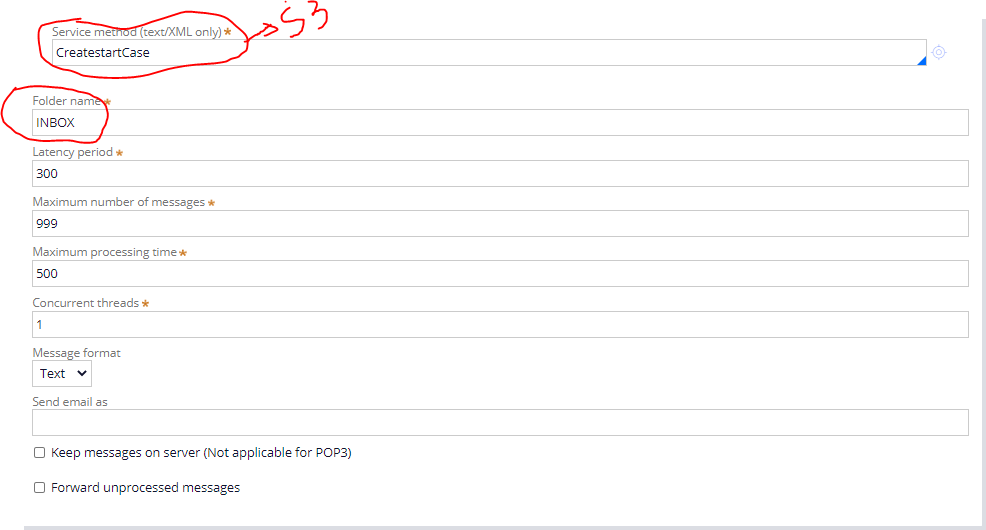 Service method (text/XML only) *
S3
CreatestartCase
Folder name *
INBOX
Latency period *
300
Maximum number of messages *
999
Maximum processing time *
500
Concurrent threads *
1
Message format
Text
Send email as
Keep messages on server (Not applicable for POP3)
Forward unprocessed messages